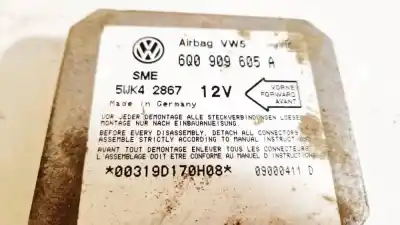 Airbag VW5
6Q0 909 605 A
SME
5WK4 2867 12V
Made in Germany
VORNE
FORWARD
AVANT
VOR JEDER DEMONTAGE ALLE STECKVERBINDUNGEN LOESE
MONTAGE NUR NACH EINBAUANWEISUNG.
BEFORE EVERY DISASSEMBLY, DETACH ALL CONNECTORS
ASSEMBLE STRICTLY ACCORDING TO MANUAL INSTRUCT
AVANT TOUT DEMONTAGE ENLEVER TOUS LES CONNECTEURS
L'ASSEMBLAGE DOIT ETRE CONFORME AU MANUEL D'INSTRUCTIONS
*00319D170H08* 09000411 D